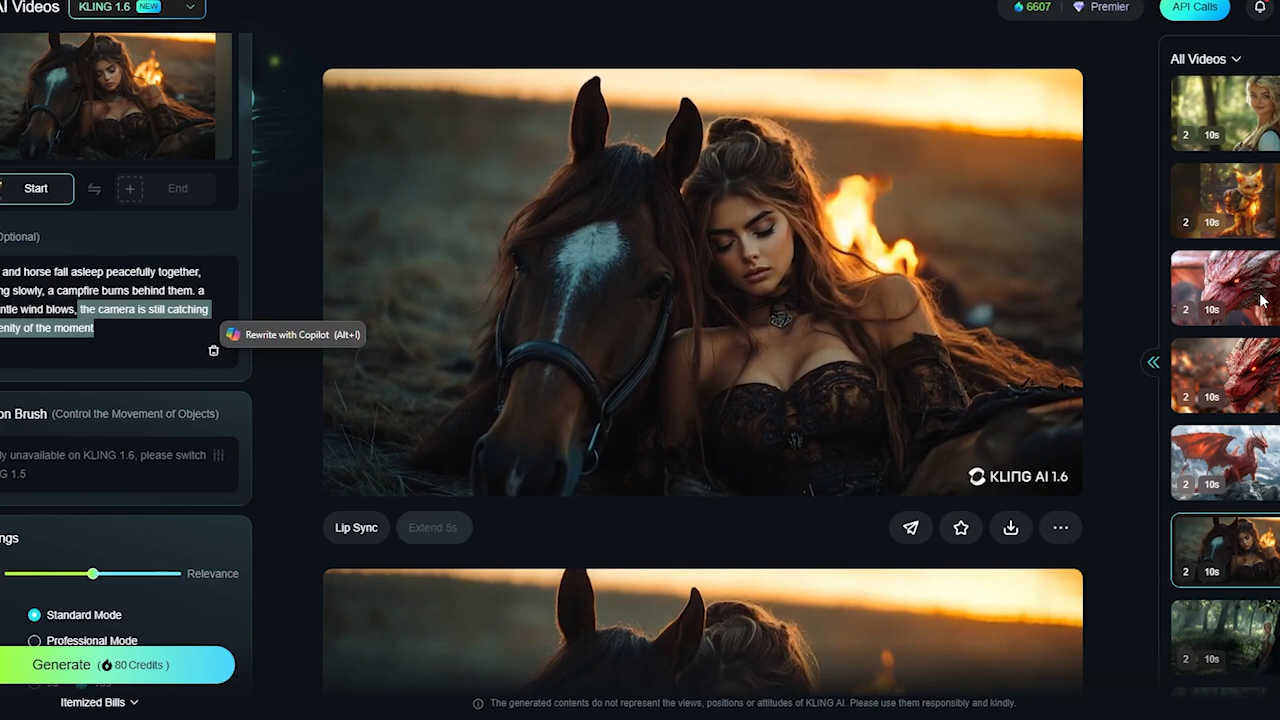 AI Videos
KLING 1.6 NEW
6607
Premier
API Calls
Start
End
Optional)
and horse fall asleep peacefully together,
ng slowly, a campfire burns behind them. a
ntle wind blows, the camera is still catching
enity of the moment
Rewrite with Copilot (Alt+I)
on Brush (Control the Movement of Objects)
ly unavailable on KLING 1.6, please switch
G 1.5
ngs
Relevance
Standard Mode
Professional Mode
Generate ( 80 Credits )
Itemized Bills
KLING AI 1.6
Lip Sync
Extend 5s
The generated contents do not represent the views, positions or attitudes of KLING AI. Please use them responsibly and kindly.
All Videos
2 10s
2 10s
2 10s
2 10s
2 10s
2 10s
2 10s